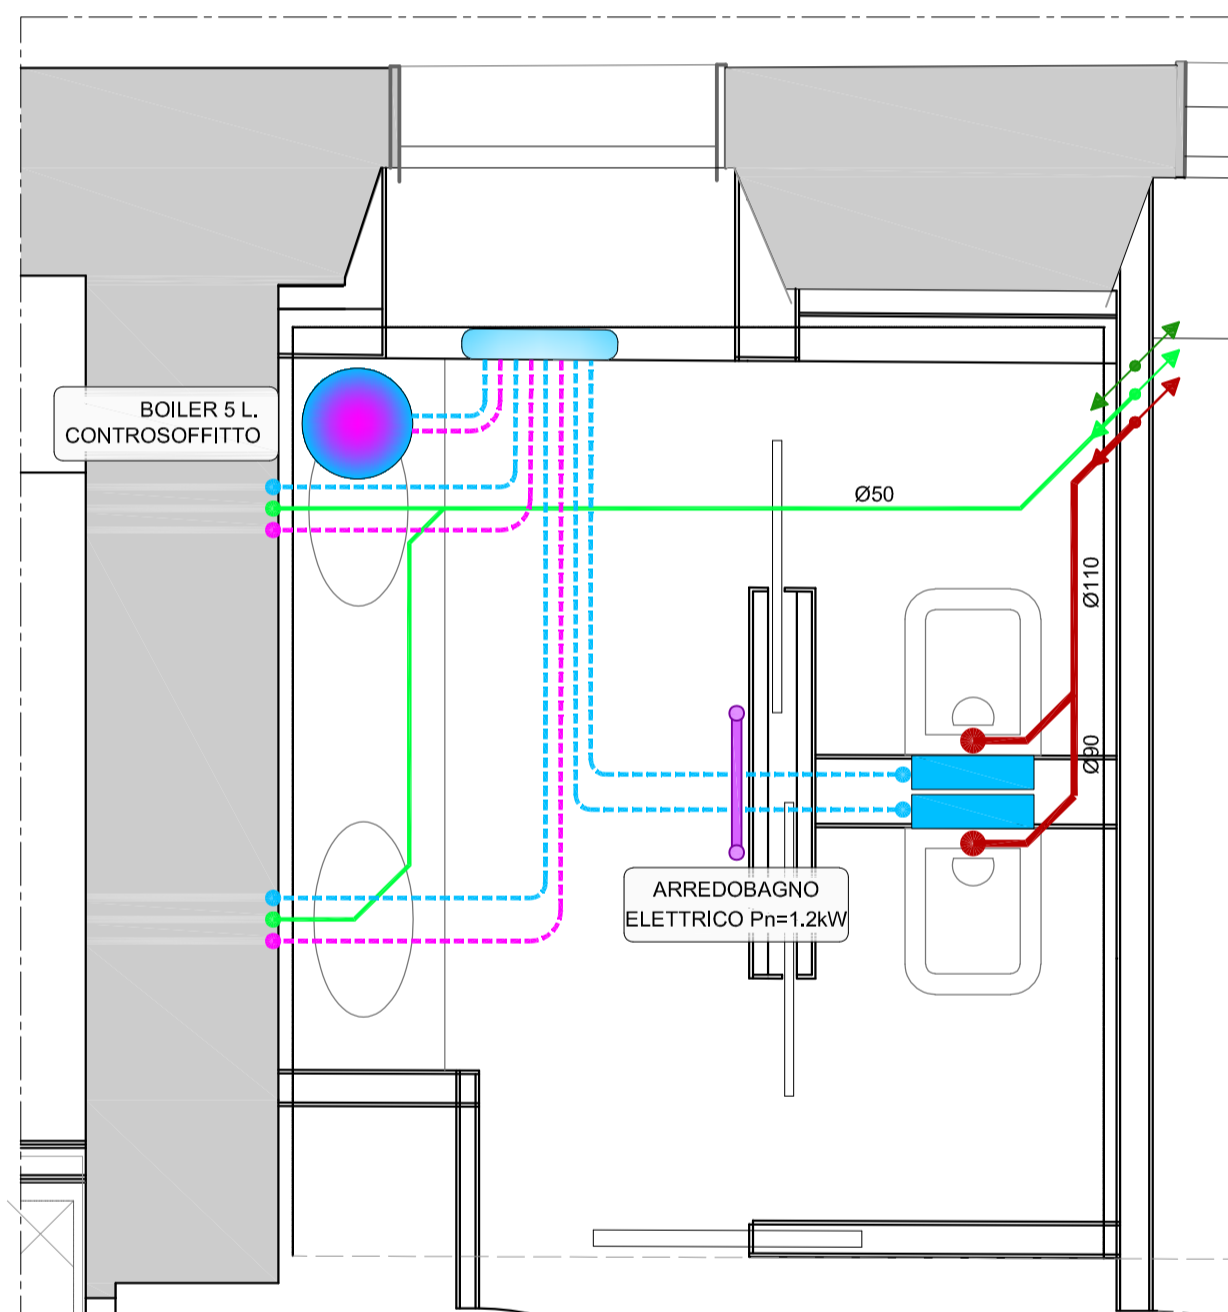 BOILER 5 L.
CONTROSOFFITTO
Ø50
Ø110
Ø90
ARREDOBAGNO
ELETTRICO Pn=1.2kW